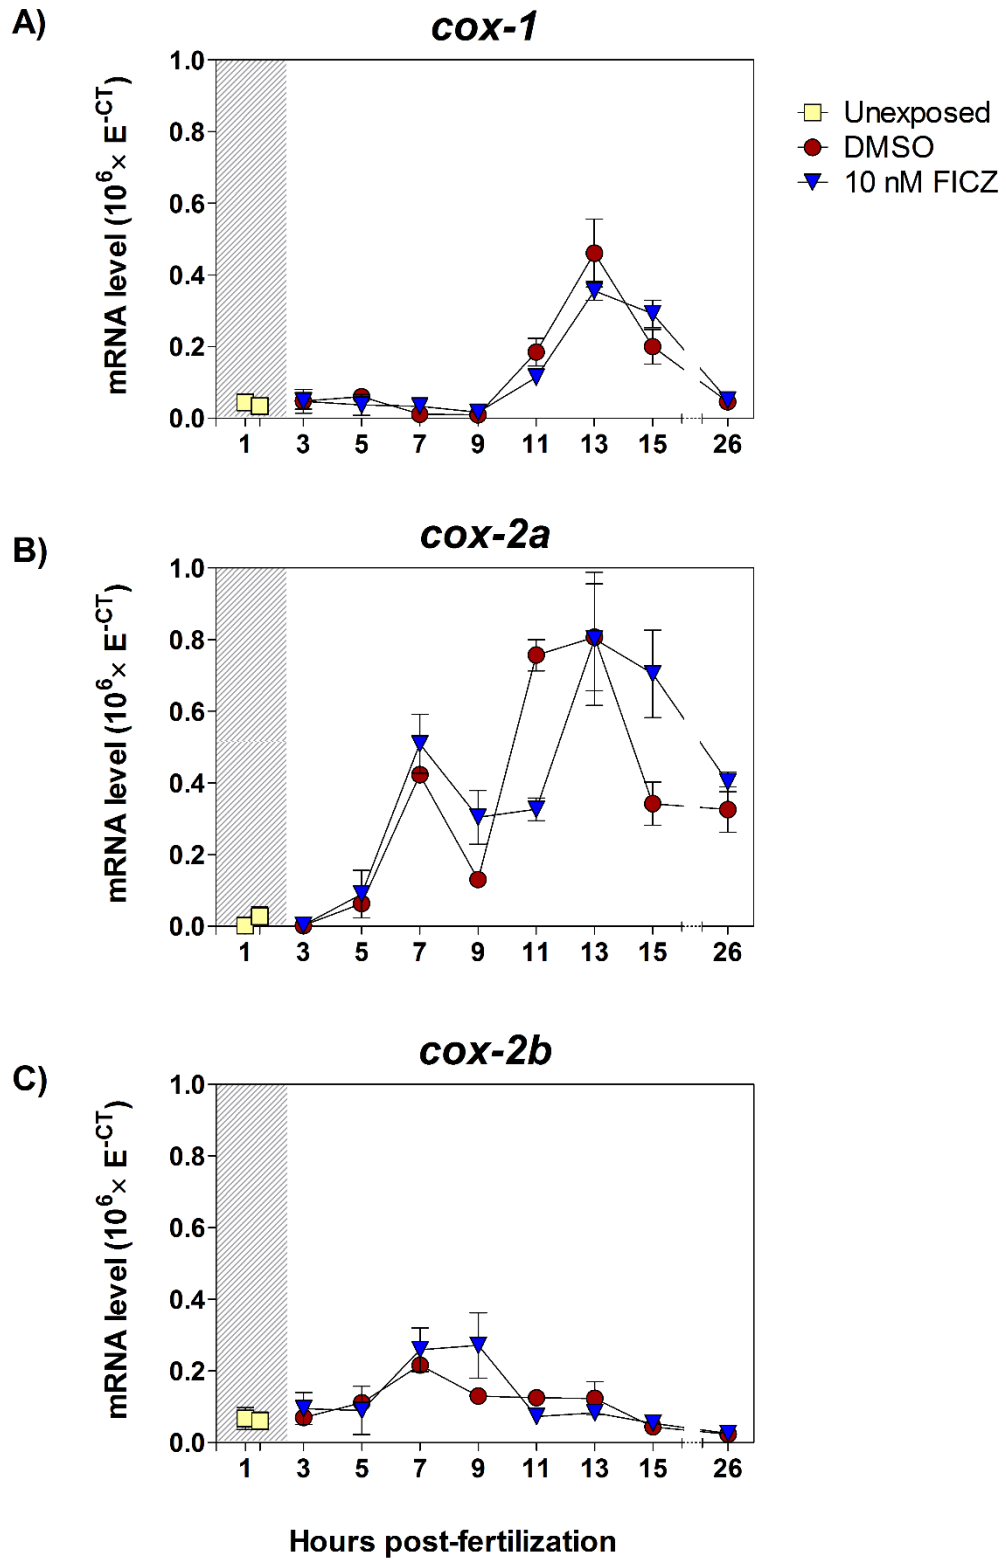 A)
cox-1
mRNA level (10⁶× E⁻ᶜᵀ)
1.0
0.8
0.6
0.4
0.2
0.0
1 3 5 7 9 11 13 15 26
Unexposed
DMSO
10 nM FICZ
B)
cox-2a
mRNA level (10⁶× E⁻ᶜᵀ)
1.0
0.8
0.6
0.4
0.2
0.0
1 3 5 7 9 11 13 15 26
C)
cox-2b
mRNA level (10⁶× E⁻ᶜᵀ)
1.0
0.8
0.6
0.4
0.2
0.0
1 3 5 7 9 11 13 15 26
Hours post-fertilization